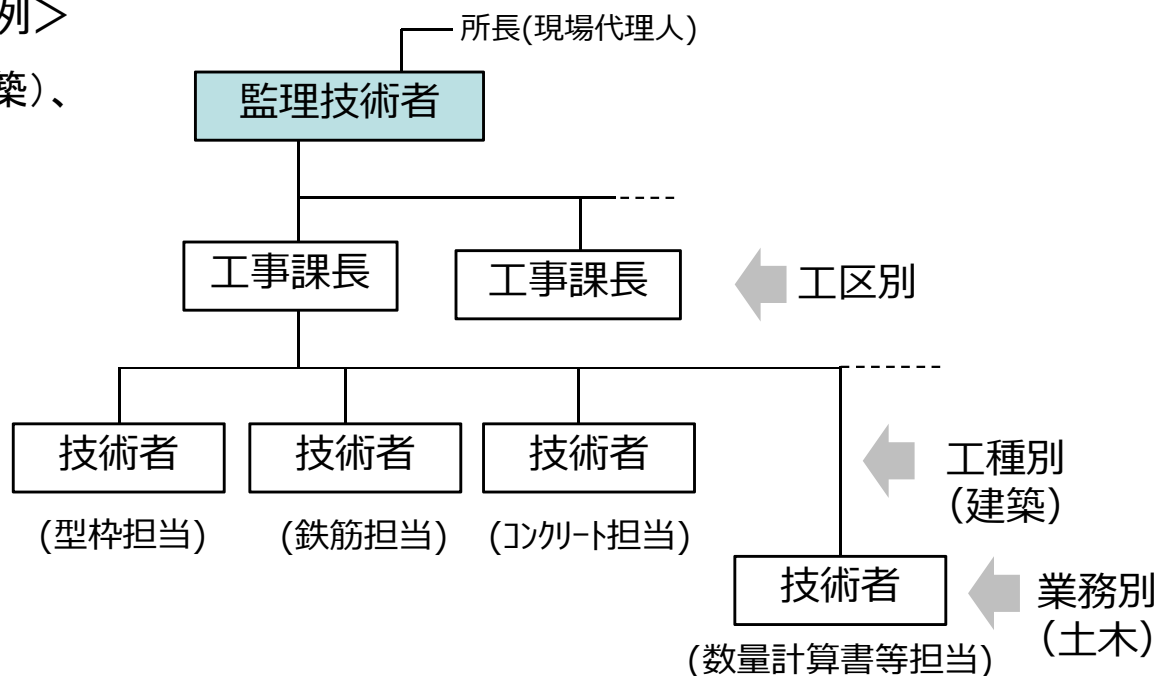 例＞
所長(現場代理人)
築）、
監理技術者
工事課長
工事課長
工区別
技術者
技術者
技術者
工種別
(建築)
(型枠担当)
(鉄筋担当)
(コンクリート担当)
技術者
業務別
(土木)
(数量計算書等担当)